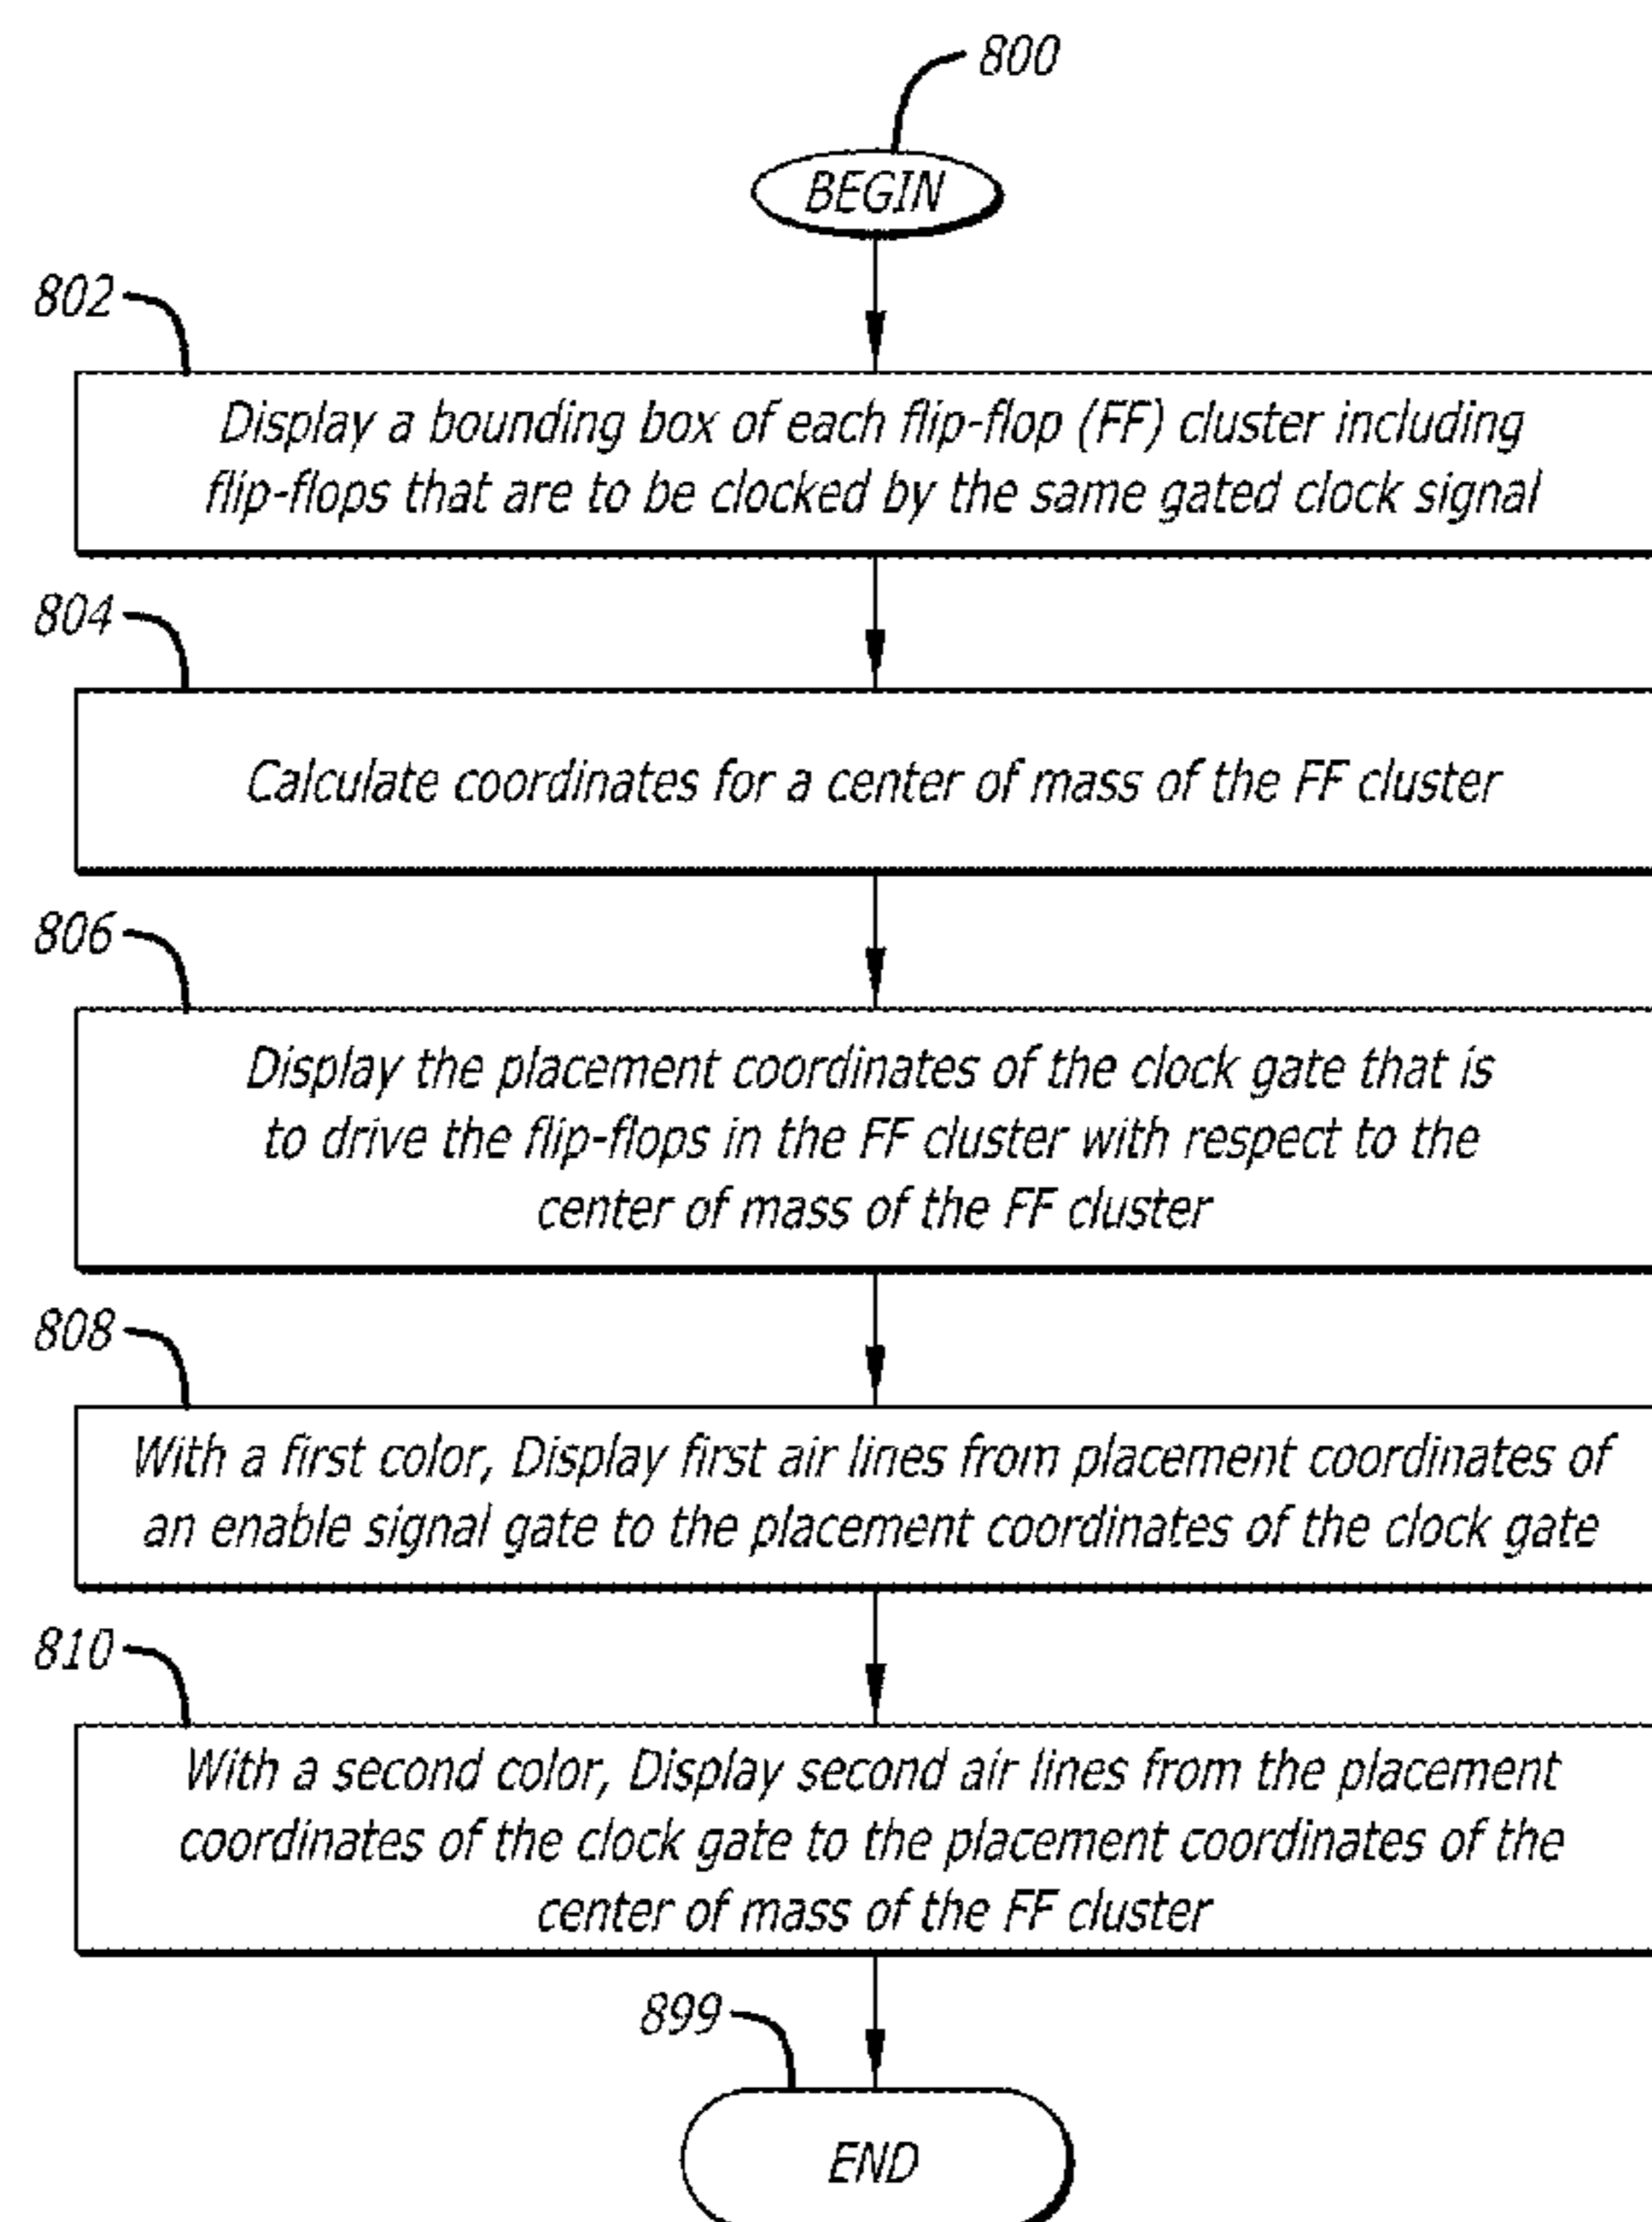 800
BEGIN
802
Display a bounding box of each flip-flop (FF) cluster including
flip-flops that are to be clocked by the same gated clock signal
804
Calculate coordinates for a center of mass of the FF cluster
806
Display the placement coordinates of the clock gate that is
to drive the flip-flops in the FF cluster with respect to the
center of mass of the FF cluster
808
With a first color, Display first air lines from placement coordinates of
an enable signal gate to the placement coordinates of the clock gate
810
With a second color, Display second air lines from the placement
coordinates of the clock gate to the placement coordinates of the
center of mass of the FF cluster
899
END